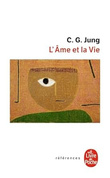 C. G. Jung
L'Âme et la Vie
références
Le Livre
de Poche